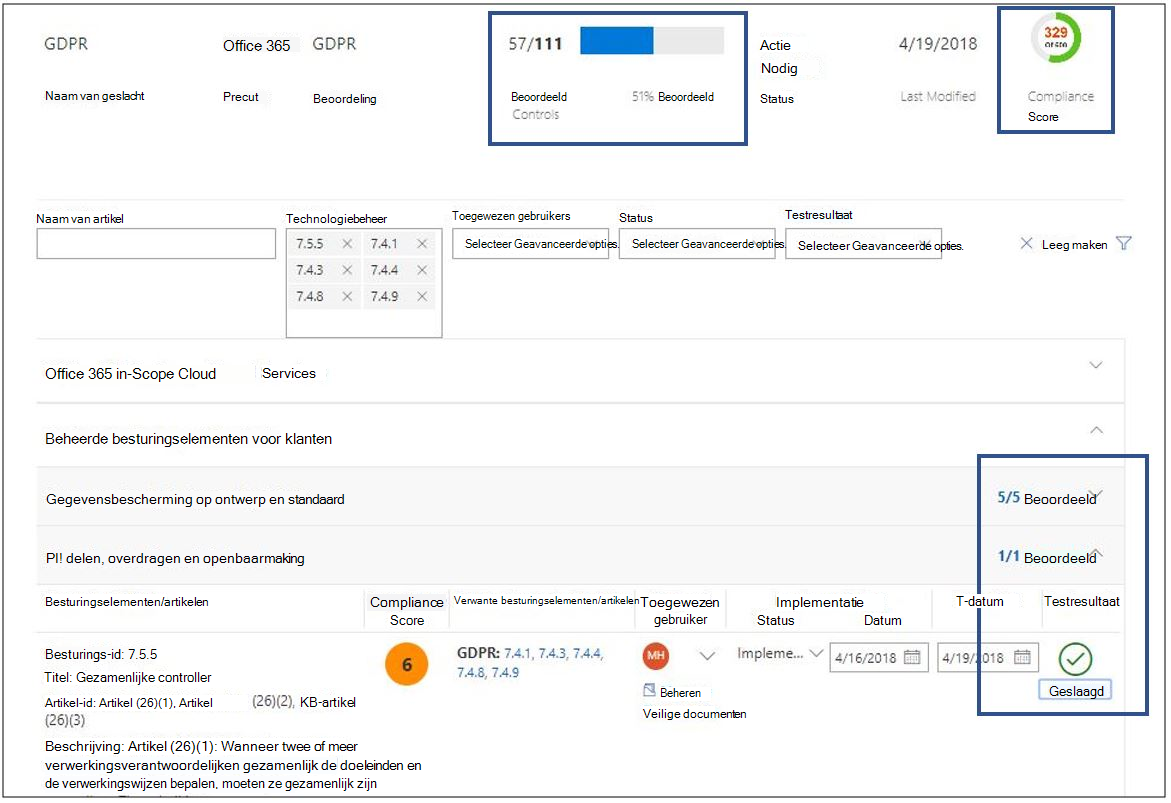 GDPR Office 365 GDPR 57/111 Actie Nodig 4/19/2018 329 Of 600
Naam van geslacht Precut Beoordeling Beoordeeld Controls 51% Beoordeeld Status Last Modified Compliance Score
Naam van artikel Technologiebeheer Toegewezen gebruikers Status Testresultaat
7.5.5 7.4.1 Selecteer Geavanceerde opties. Selecteer Geavanceerde opties. Selecteer Geavanceerde opties. Leeg maken
7.4.3 7.4.4
7.4.8 7.4.9
Office 365 in-Scope Cloud Services
Beheerde besturingselementen voor klanten
Gegevensbescherming op ontwerp en standaard 5/5 Beoordeeld
PI! delen, overdragen en openbaarmaking 1/1 Beoordeeld
Besturingselementen/artikelen Compliance Score Verwante besturingselementen/artikelen Toegewezen gebruiker Implementatie Status Datum T-datum Testresultaat
Besturings-id: 7.5.5
Titel: Gezamenlijke controller
Artikel-id: Artikel (26)(1), Artikel (26)(2), KB-artikel
(26)(3)
Beschrijving: Artikel (26)(1): Wanneer twee of meer
verwerkingsverantwoordelijken gezamenlijk de doeleinden en
de verwerkingswijzen bepalen, moeten ze gezamenlijk zijn
6
GDPR: 7.4.1, 7.4.3, 7.4.4,
7.4.8, 7.4.9
MH
Beheren
Veilige documenten
Impleme... 4/16/2018 4/19/2018
Geslaagd